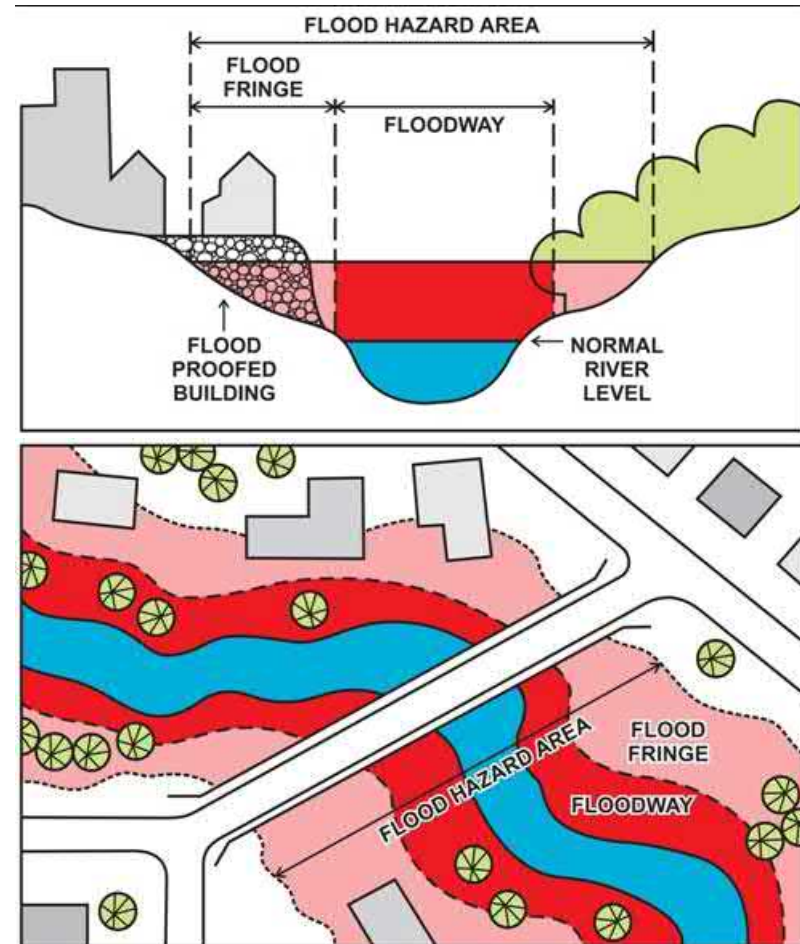 FLOOD HAZARD AREA
FLOOD
FRINGE
FLOODWAY
FLOOD
PROOFED
BUILDING
NORMAL
RIVER
LEVEL
FLOOD HAZARD AREA
FLOOD
FRINGE
FLOODWAY